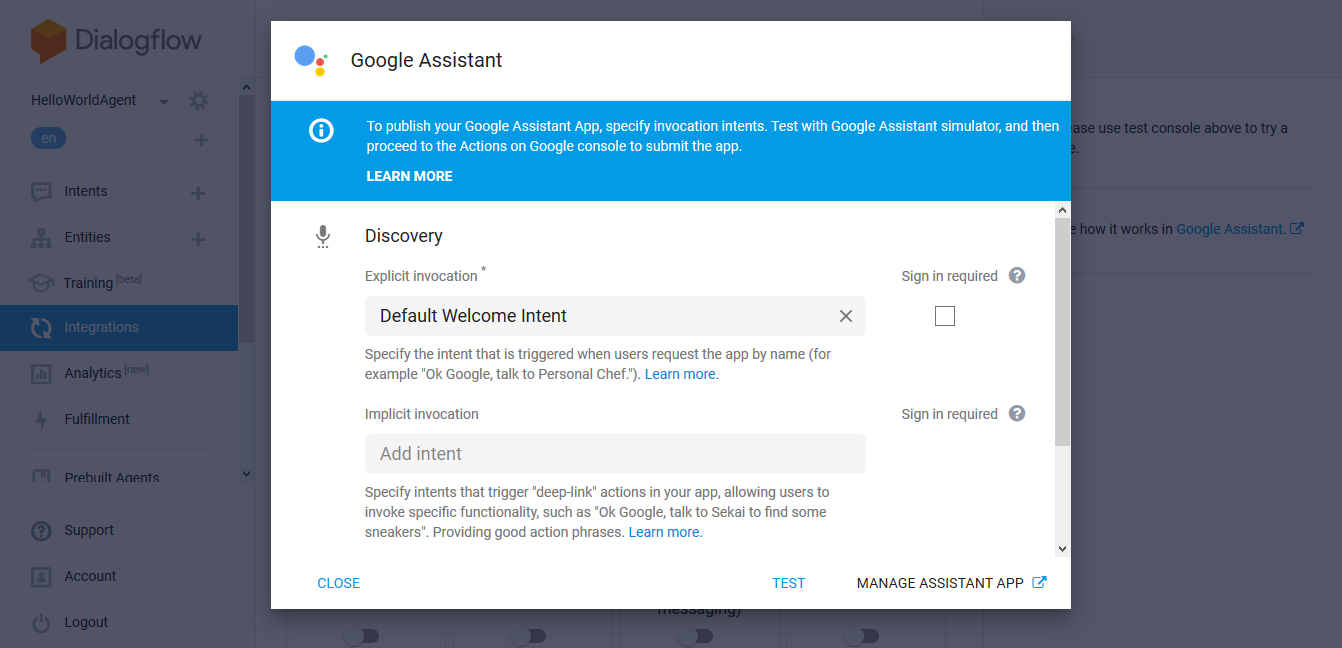 Dialogflow
HelloWorldAgent
en
Intents
Entities
Training [beta]
Integrations
Analytics [new]
Fulfillment
Prebuilt Agents
Support
Account
Logout
Google Assistant
To publish your Google Assistant App, specify invocation intents. Test with Google Assistant simulator, and then
proceed to the Actions on Google console to submit the app.
LEARN MORE
Discovery
Explicit invocation *
Sign in required
Default Welcome Intent
Specify the intent that is triggered when users request the app by name (for
example "Ok Google, talk to Personal Chef."). Learn more.
Implicit invocation
Sign in required
Add intent
Specify intents that trigger "deep-link" actions in your app, allowing users to
invoke specific functionality, such as "Ok Google, talk to Sekai to find some
sneakers". Providing good action phrases. Learn more.
CLOSE
TEST
MANAGE ASSISTANT APP
messaging)
use test console above to try a
how it works in Google Assistant.